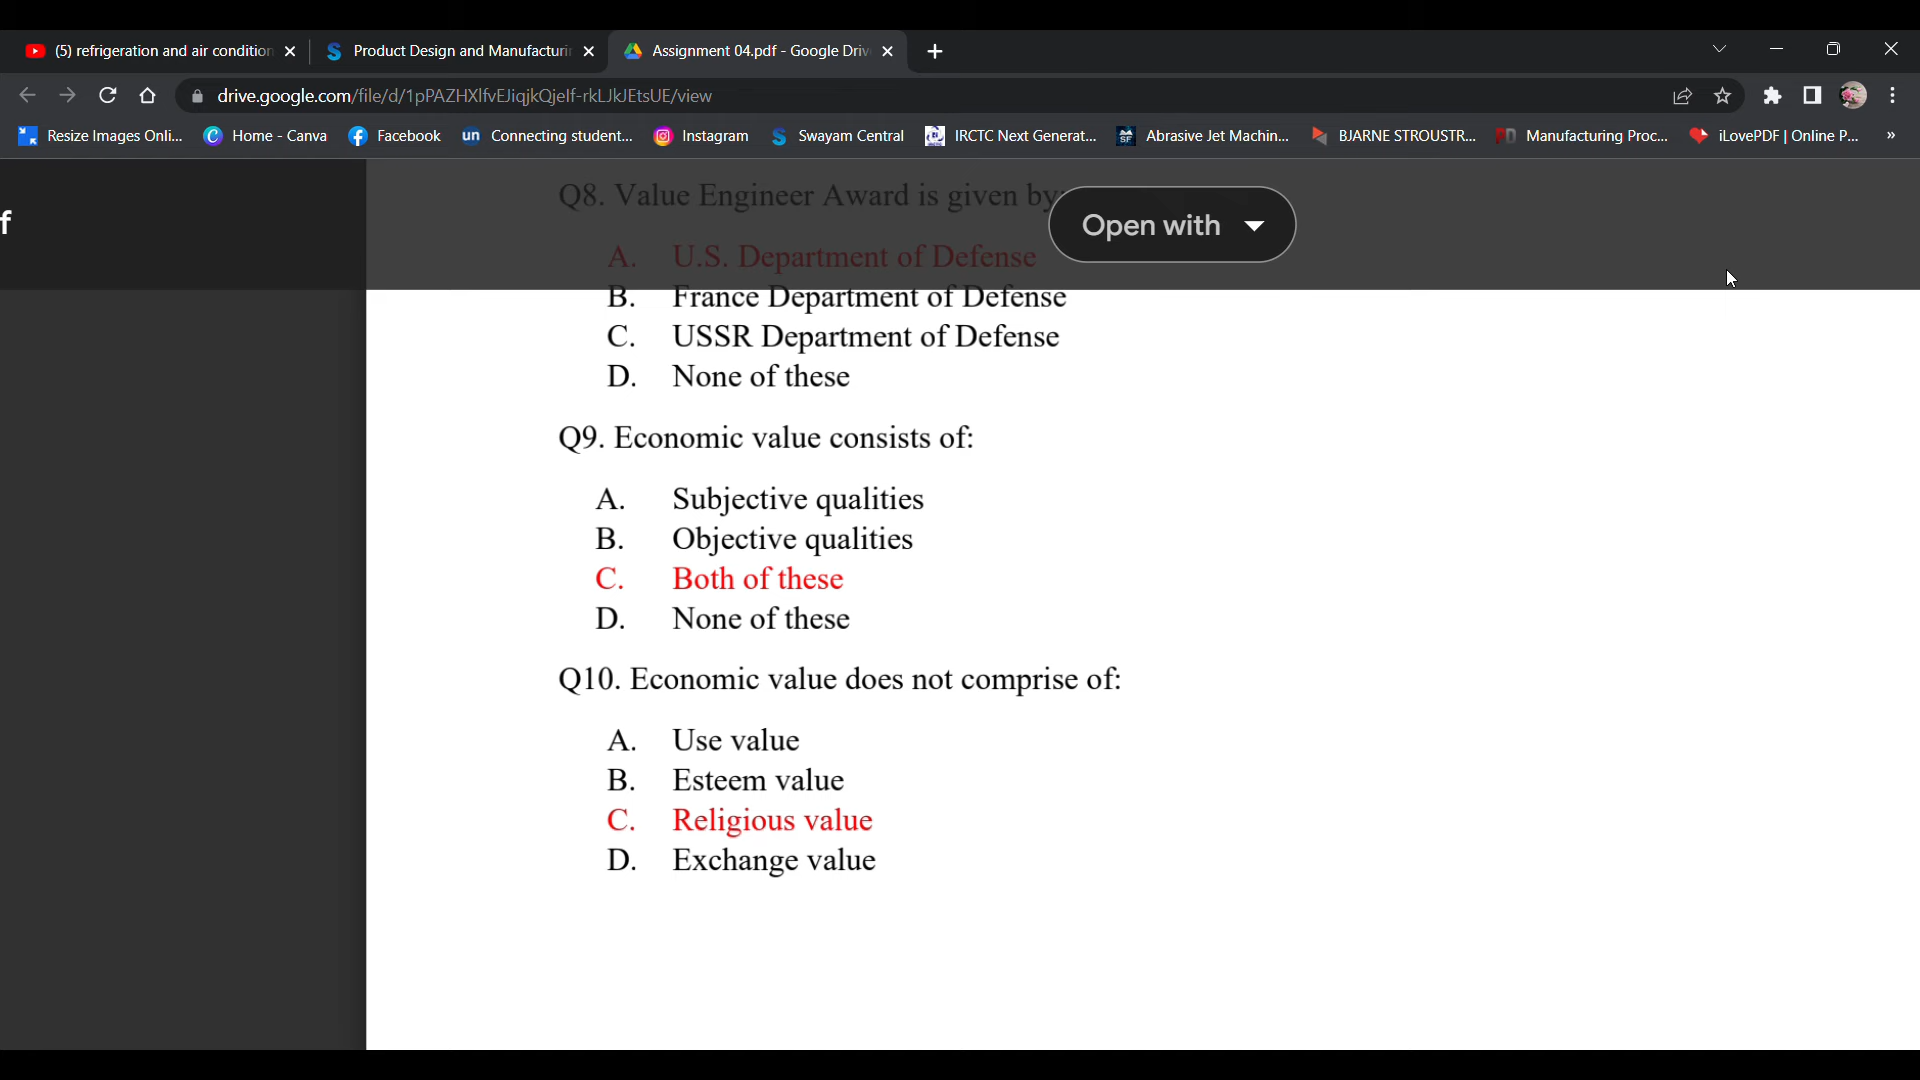 (5) refrigeration and air condition
Product Design and Manufacturi
Assignment 04.pdf - Google Driv
drive.google.com/file/d/1pPAZHXlfvEJiqjkQjelf-rkLJkJEtsUE/view
Resize Images Onli... Home - Canva Facebook un Connecting student... Instagram Swayam Central IRCTC Next Generat... Abrasive Jet Machin... BJARNE STROUSTR... Manufacturing Proc... iLovePDF | Online P... »
f
Open with
Q8. Value Engineer Award is given by
A. U.S. Department of Defense
B. France Department of Defense
C. USSR Department of Defense
D. None of these
Q9. Economic value consists of:
A. Subjective qualities
B. Objective qualities
C. Both of these
D. None of these
Q10. Economic value does not comprise of:
A. Use value
B. Esteem value
C. Religious value
D. Exchange value